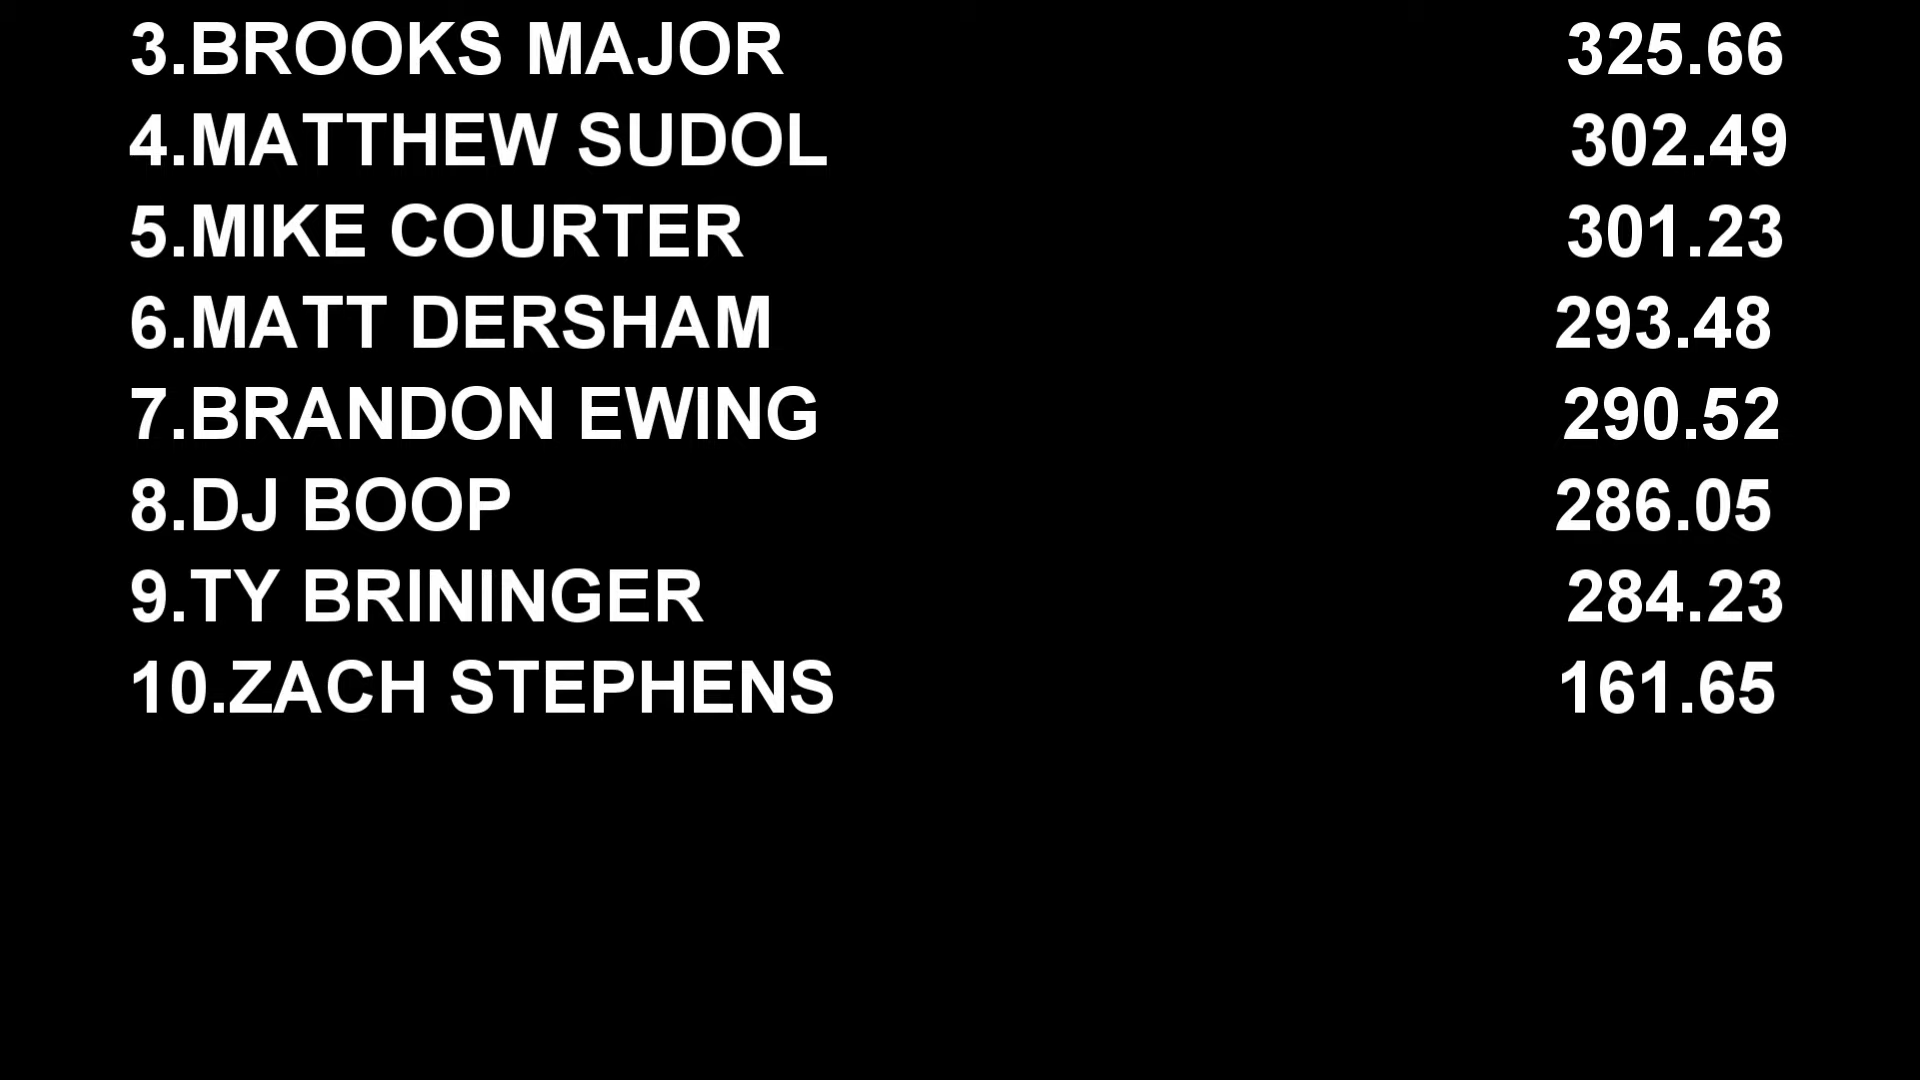 3.BROOKS MAJOR 325.66
4.MATTHEW SUDOL 302.49
5.MIKE COURTER 301.23
6.MATT DERSHAM 293.48
7.BRANDON EWING 290.52
8.DJ BOOP 286.05
9.TY BRININGER 284.23
10.ZACH STEPHENS 161.65